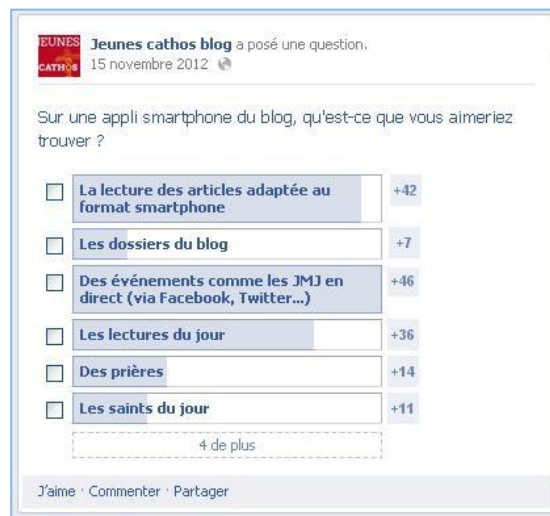 JEUNES
CATHOS
Jeunes cathos blog a posé une question.
15 novembre 2012
Sur une appli smartphone du blog, qu'est-ce que vous aimeriez
trouver ?
La lecture des articles adaptée au
format smartphone
+42
Les dossiers du blog
+7
Des événements comme les JMJ en
direct (via Facebook, Twitter...)
+46
Les lectures du jour
+36
Des prières
+14
Les saints du jour
+11
4 de plus
J'aime · Commenter · Partager